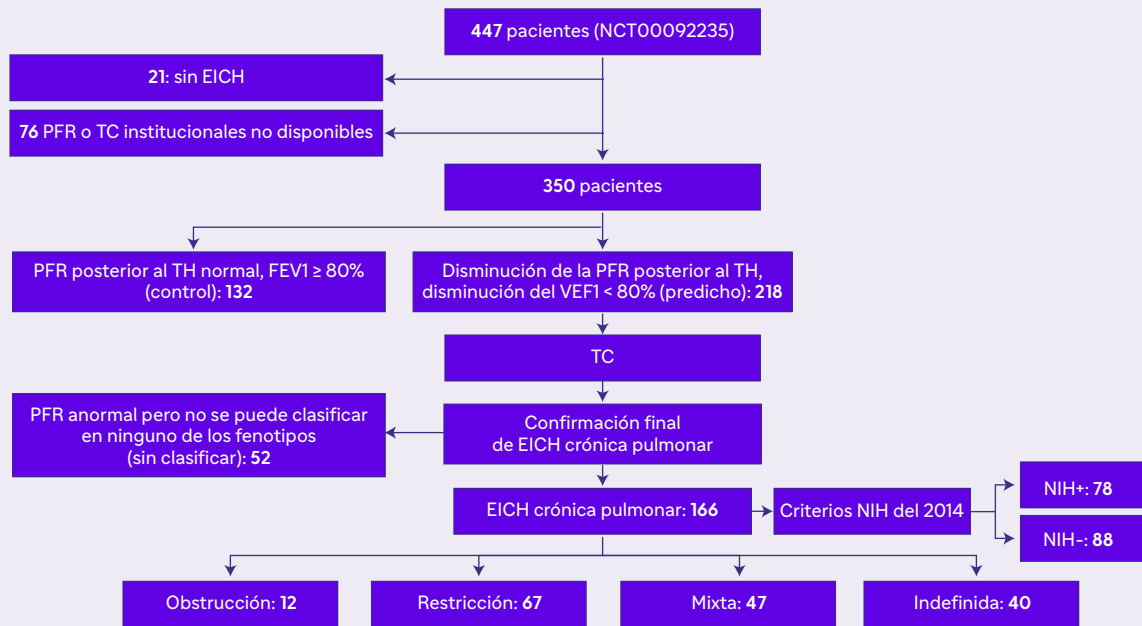 447 pacientes (NCT00092235)
21: sin EICH
76 PFR o TC institucionales no disponibles
350 pacientes
PFR posterior al TH normal, FEV1 ≥ 80%
(control): 132
Disminución de la PFR posterior al TH,
disminución del VEF1 < 80% (predicho): 218
TC
PFR anormal pero no se puede clasificar
en ninguno de los fenotipos
(sin clasificar): 52
Confirmación final
de EICH crónica pulmonar
EICH crónica pulmonar: 166
Criterios NIH del 2014
NIH+: 78
NIH-: 88
Obstrucción: 12
Restricción: 67
Mixta: 47
Indefinida: 40